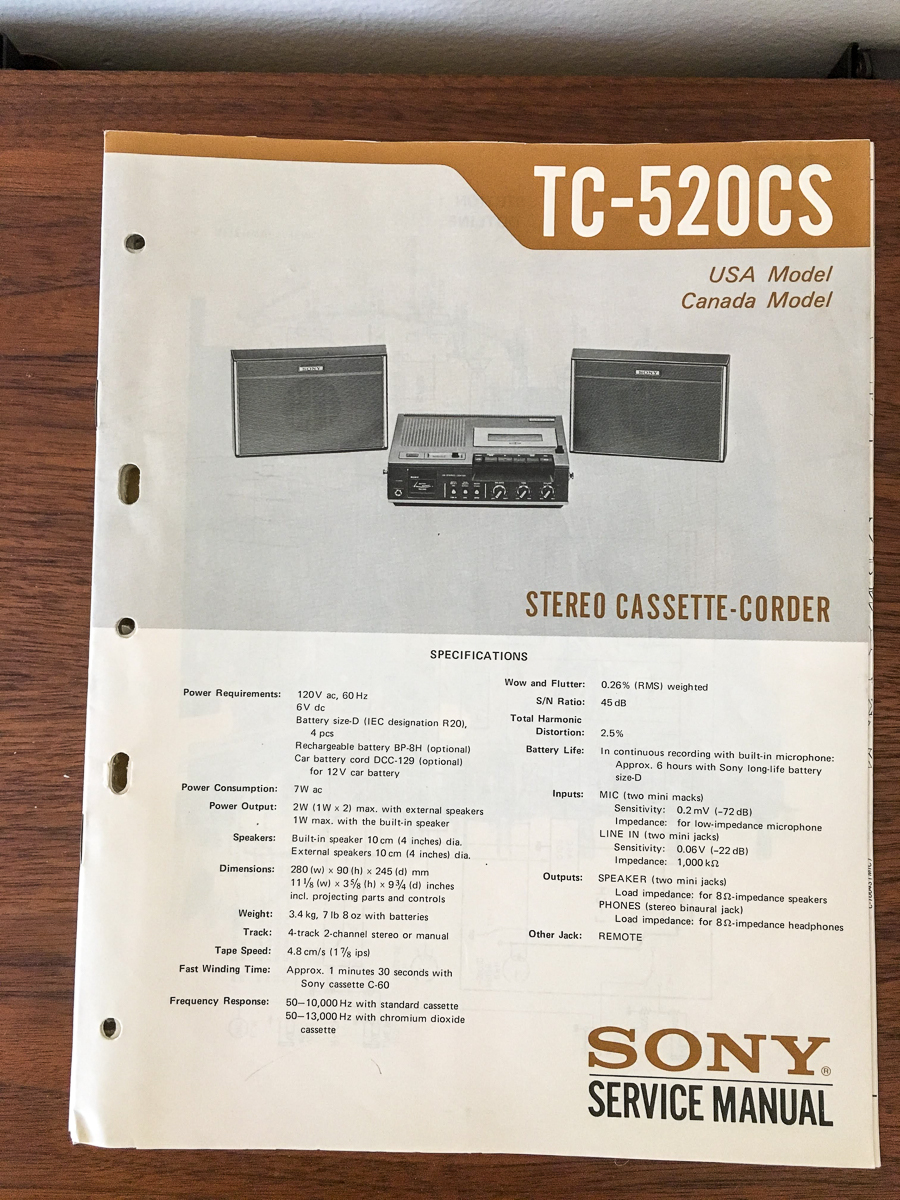 TC-520CS
USA Model
Canada Model
SONY
SONY
STEREO CASSETTE-CORDER
SPECIFICATIONS
Power Requirements: 120V ac, 60 Hz
6V dc
Battery size-D (IEC designation R20),
4 pcs
Rechargeable battery BP-8H (optional)
Car battery cord DCC-129 (optional)
for 12V car battery
Power Consumption: 7W ac
Power Output: 2W (1W × 2) max. with external speakers
1W max. with the built-in speaker
Speakers: Built-in speaker 10 cm (4 inches) dia.
External speakers 10 cm (4 inches) dia.
Dimensions: 280 (w) × 90 (h) × 245 (d) mm
11 1/8 (w) × 3 5/8 (h) × 9 3/4 (d) inches
incl. projecting parts and controls
Weight: 3.4 kg, 7 lb 8 oz with batteries
Track: 4-track 2-channel stereo or manual
Tape Speed: 4.8 cm/s (1 7/8 ips)
Fast Winding Time: Approx. 1 minutes 30 seconds with
Sony cassette C-60
Frequency Response: 50—10,000 Hz with standard cassette
50—13,000 Hz with chromium dioxide
cassette
Wow and Flutter: 0.26% (RMS) weighted
S/N Ratio: 45 dB
Total Harmonic
Distortion: 2.5%
Battery Life: In continuous recording with built-in microphone:
Approx. 6 hours with Sony long-life battery
size-D
Inputs: MIC (two mini macks)
Sensitivity: 0.2 mV (−72 dB)
Impedance: for low-impedance microphone
LINE IN (two mini jacks)
Sensitivity: 0.06 V (−22 dB)
Impedance: 1,000 kΩ
Outputs: SPEAKER (two mini jacks)
Load impedance: for 8Ω-impedance speakers
PHONES (stereo binaural jack)
Load impedance: for 8Ω-impedance headphones
Other Jack: REMOTE
SONY®
SERVICE MANUAL